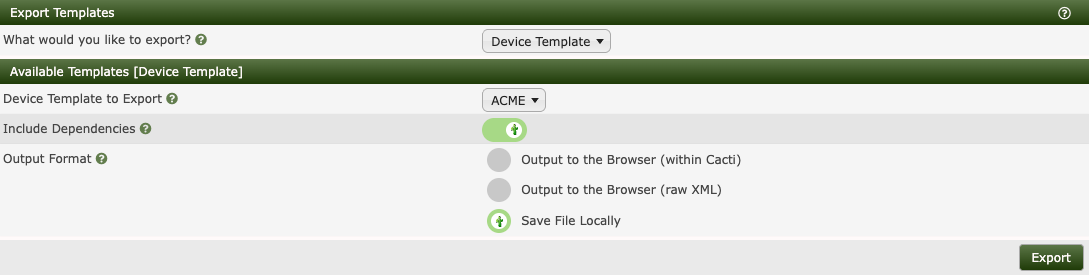 Export Templates
What would you like to export?
Device Template
Available Templates [Device Template]
Device Template to Export
ACME
Include Dependencies
Output Format
Output to the Browser (within Cacti)
Output to the Browser (raw XML)
Save File Locally
Export